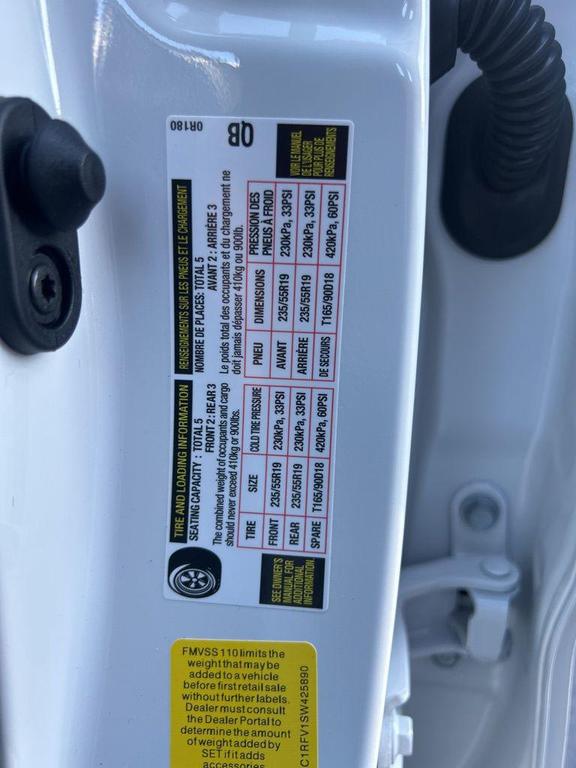 TIRE AND LOADING INFORMATION
SEATING CAPACITY : TOTAL 5
FRONT 2 : REAR 3
The combined weight of occupants and cargo
should never exceed 410kg or 900lbs.
TIRE SIZE COLD TIRE PRESSURE
FRONT 235/55R19 230kPa, 33PSI
REAR 235/55R19 230kPa, 33PSI
SPARE T165/90D18 420kPa, 60PSI
SEE OWNER'S
MANUAL FOR
ADDITIONAL
INFORMATION.
RENSEIGNEMENTS SUR LES PNEUS ET LE CHARGEMENT
NOMBRE DE PLACES: TOTAL 5
AVANT 2 : ARRIÈRE 3
Le poids total des occupants et du chargement ne
doit jamais dépasser 410kg ou 900lb.
PNEU DIMENSIONS PRESSION DES
PNEUS À FROID
AVANT 235/55R19 230kPa, 33PSI
ARRIÈRE 235/55R19 230kPa, 33PSI
DE SECOURS T165/90D18 420kPa, 60PSI
VOIR LE MANUEL
DE L'USAGER
POUR PLUS DE
RENSEIGNEMENTS
0R180
QB
FMVSS 110 limits the
weight that may be
added to a vehicle
before first retail sale
without further labels.
Dealer must consult
the Dealer Portal to
determine the amount
of weight added by
SET if it adds
accessories
C1RFV1SW425890